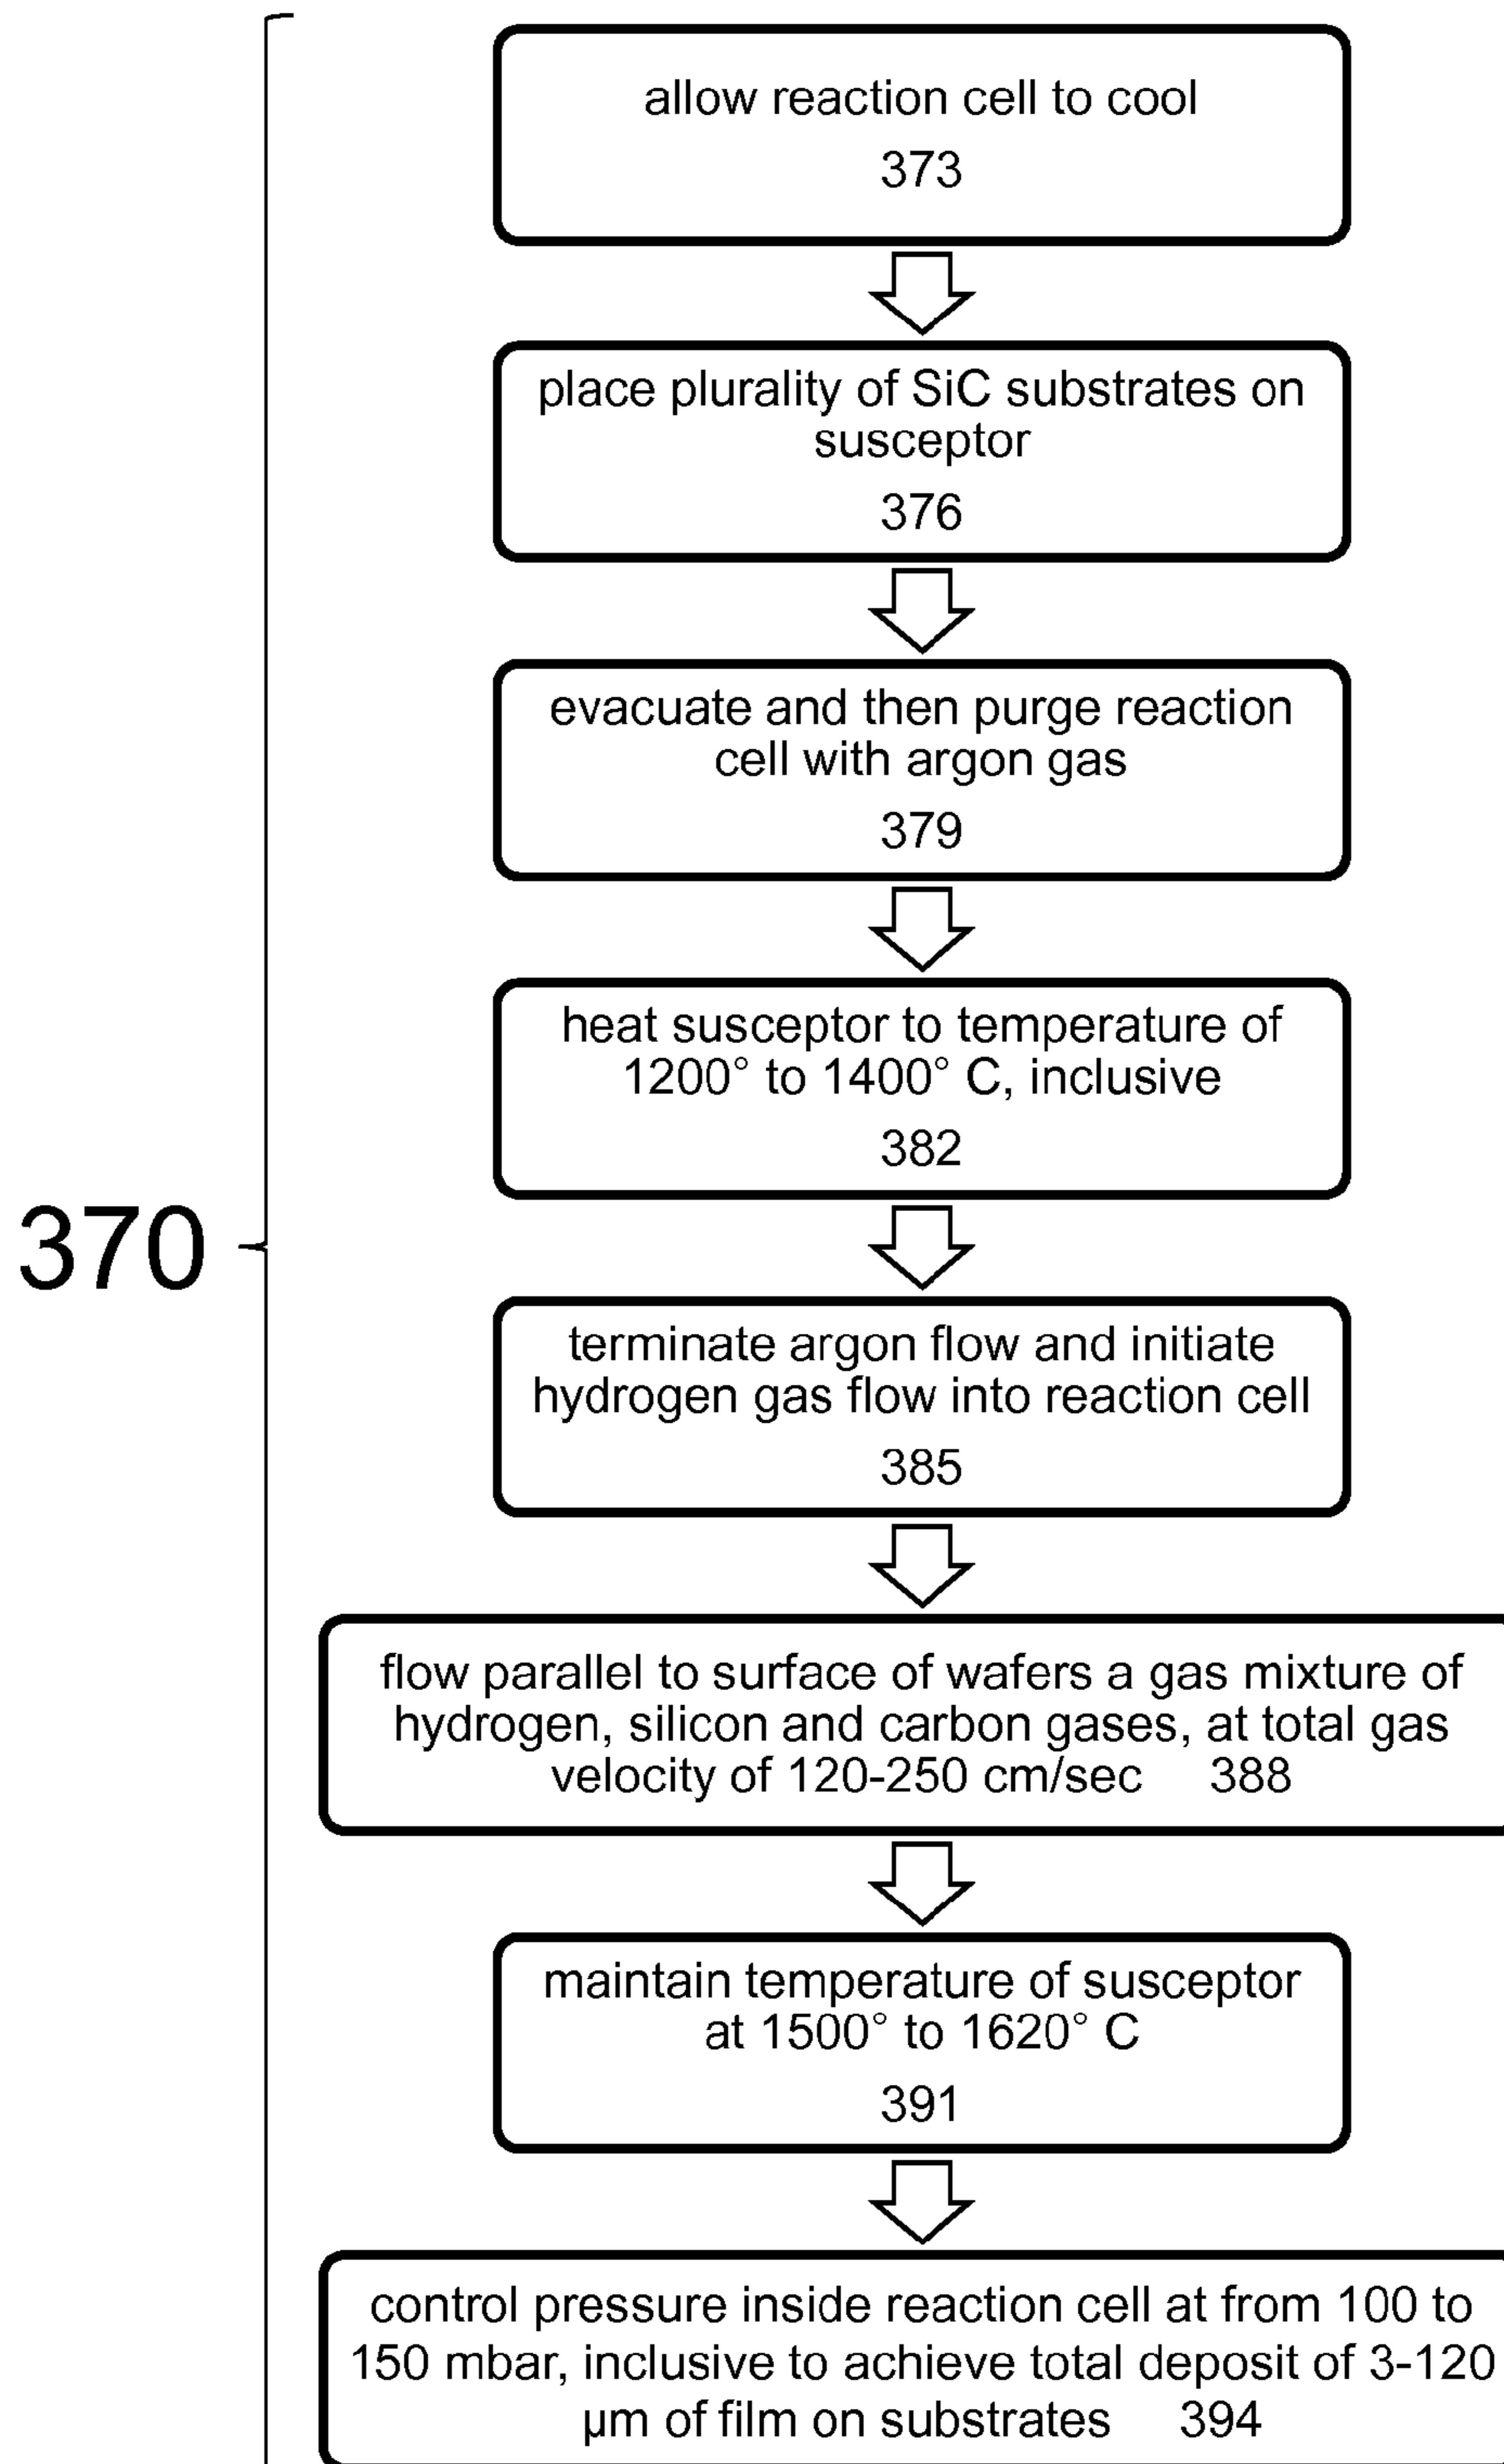 allow reaction cell to cool
373
place plurality of SiC substrates on
susceptor
376
evacuate and then purge reaction
cell with argon gas
379
heat susceptor to temperature of
1200° to 1400° C, inclusive
382
370
terminate argon flow and initiate
hydrogen gas flow into reaction cell
385
flow parallel to surface of wafers a gas mixture of
hydrogen, silicon and carbon gases, at total gas
velocity of 120-250 cm/sec 388
maintain temperature of susceptor
at 1500° to 1620° C
391
control pressure inside reaction cell at from 100 to
150 mbar, inclusive to achieve total deposit of 3-120
µm of film on substrates 394